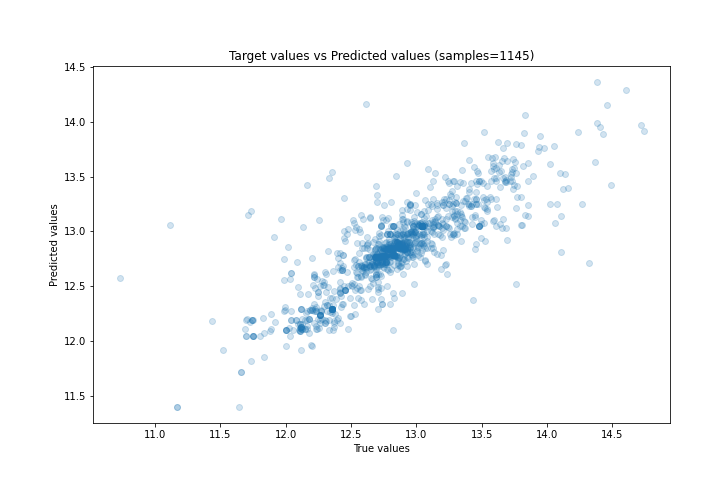 Target values vs Predicted values (samples=1145)
14.5
14.0
13.5
13.0
12.5
12.0
11.5
Predicted values
11.0 11.5 12.0 12.5 13.0 13.5 14.0 14.5
True values